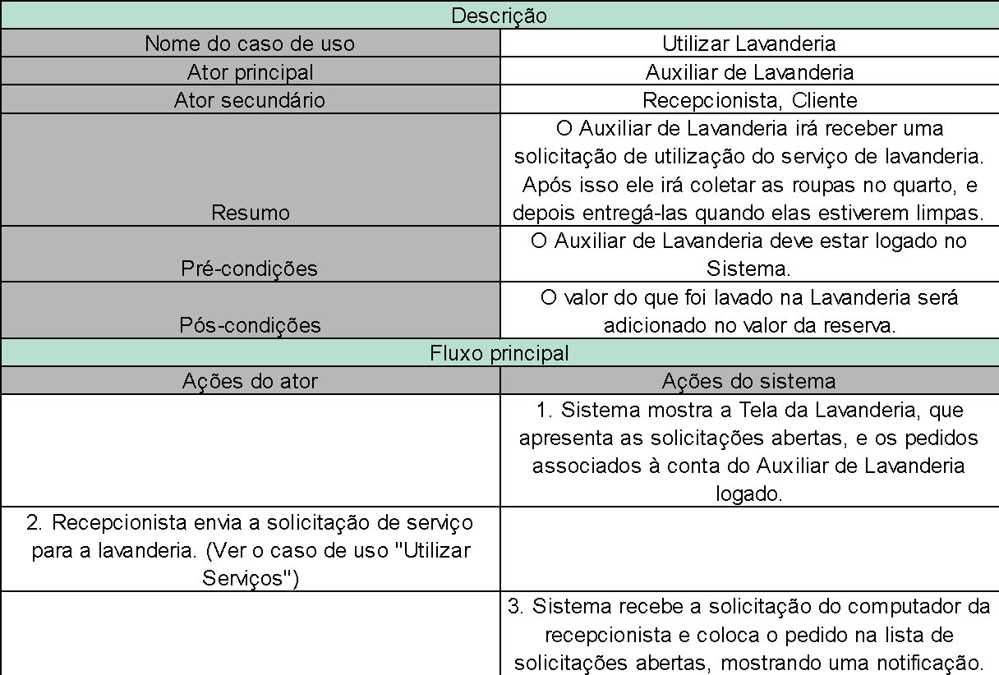 Descrição
Nome do caso de uso
Utilizar Lavanderia
Ator principal
Auxiliar de Lavanderia
Ator secundário
Recepcionista, Cliente
Resumo
O Auxiliar de Lavanderia irá receber uma
solicitação de utilização do serviço de lavanderia.
Após isso ele irá coletar as roupas no quarto, e
depois entregá-las quando elas estiverem limpas.
Pré-condições
O Auxiliar de Lavanderia deve estar logado no
Sistema.
Pós-condições
O valor do que foi lavado na Lavanderia será
adicionado no valor da reserva.
Fluxo principal
Ações do ator
Ações do sistema
1. Sistema mostra a Tela da Lavanderia, que
apresenta as solicitações abertas, e os pedidos
associados à conta do Auxiliar de Lavanderia
logado.
2. Recepcionista envia a solicitação de serviço
para a lavanderia. (Ver o caso de uso "Utilizar
Serviços")
3. Sistema recebe a solicitação do computador da
recepcionista e coloca o pedido na lista de
solicitações abertas, mostrando uma notificação.